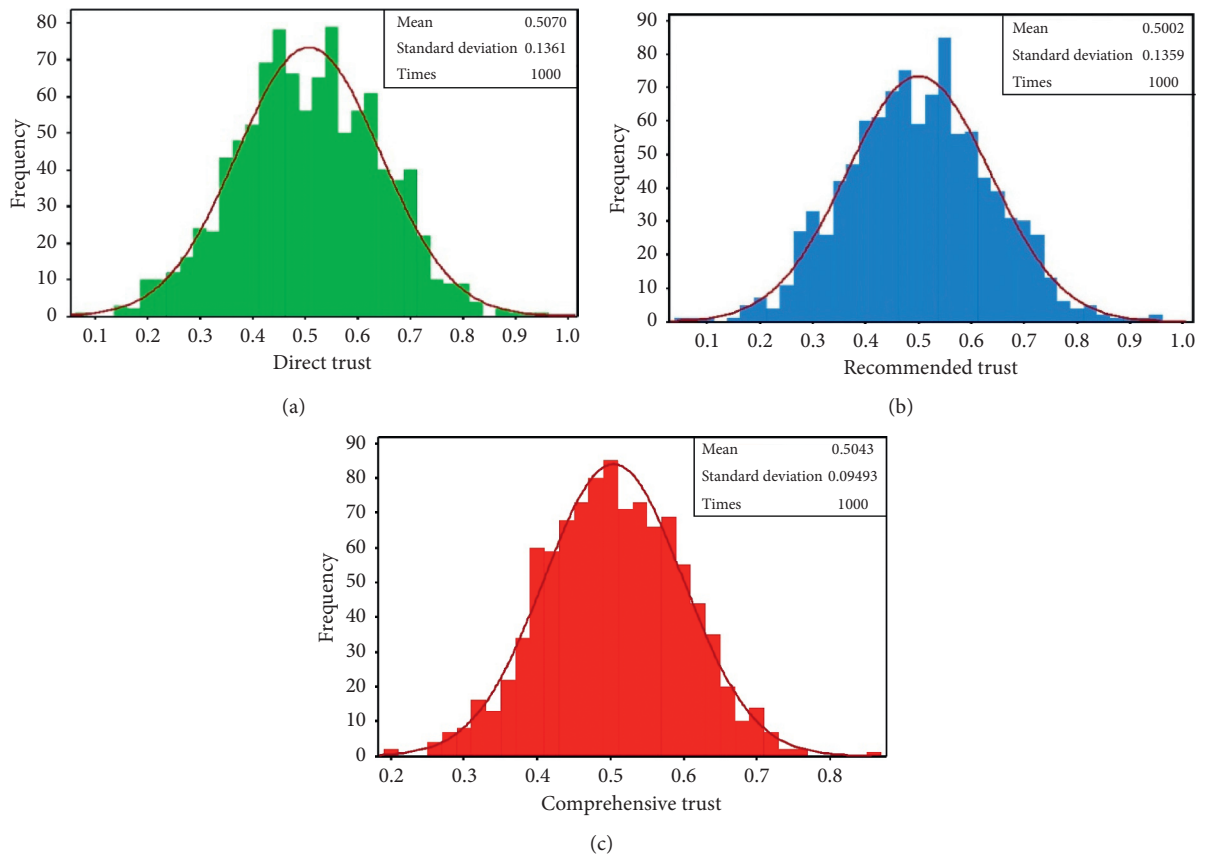 80
70
60
50
40
30
20
10
0
Frequency
Mean 0.5070
Standard deviation 0.1361
Times 1000
0.1 0.2 0.3 0.4 0.5 0.6 0.7 0.8 0.9 1.0
Direct trust
(a)
90
80
70
60
50
40
30
20
10
0
Frequency
Mean 0.5002
Standard deviation 0.1359
Times 1000
0.1 0.2 0.3 0.4 0.5 0.6 0.7 0.8 0.9 1.0
Recommended trust
(b)
90
80
70
60
50
40
30
20
10
0
Frequency
Mean 0.5043
Standard deviation 0.09493
Times 1000
0.2 0.3 0.4 0.5 0.6 0.7 0.8
Comprehensive trust
(c)